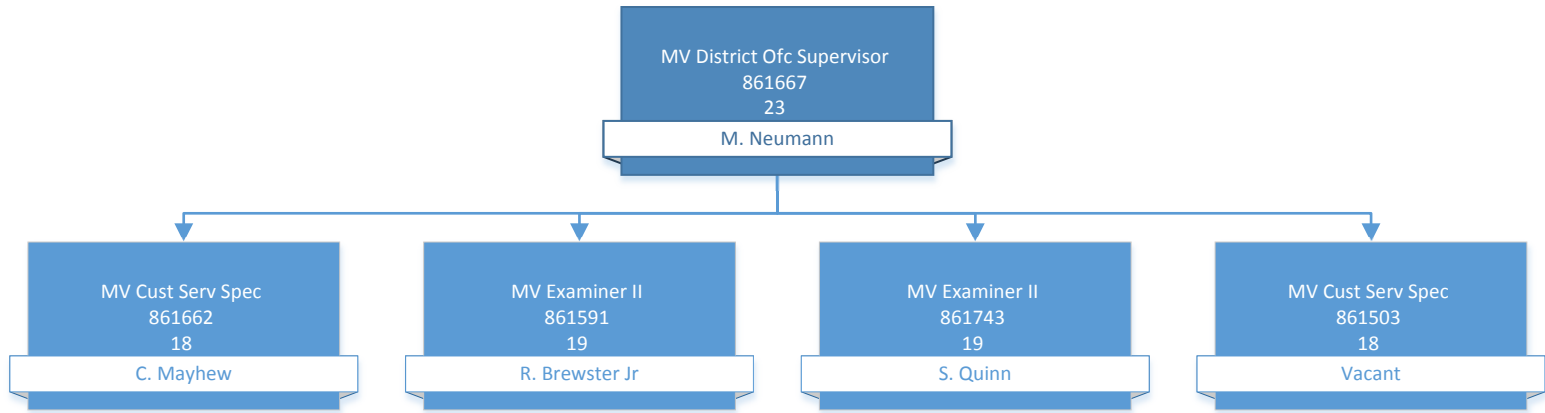 MV District Ofc Supervisor
861667
23
M. Neumann
MV Cust Serv Spec
861662
18
C. Mayhew
MV Examiner II
861591
19
R. Brewster Jr
MV Examiner II
861743
19
S. Quinn
MV Cust Serv Spec
861503
18
Vacant